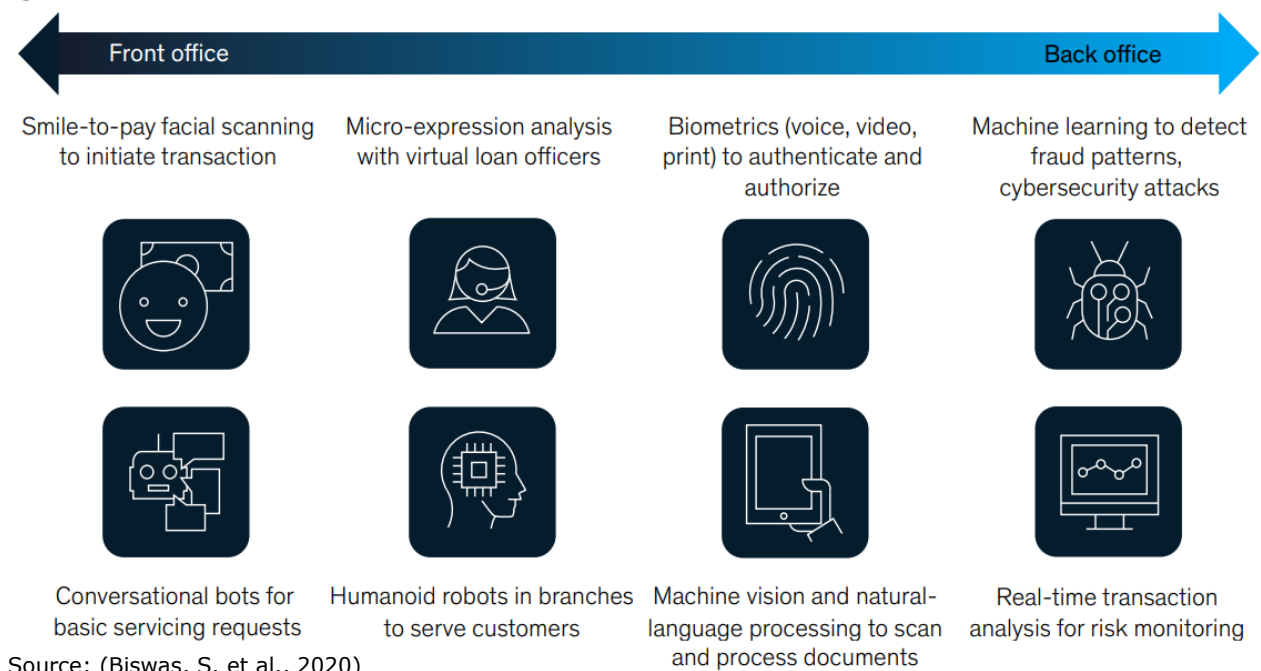 Front office
Back office
Smile-to-pay facial scanning
to initiate transaction
Micro-expression analysis
with virtual loan officers
Biometrics (voice, video,
print) to authenticate and
authorize
Machine learning to detect
fraud patterns,
cybersecurity attacks
Conversational bots for
basic servicing requests
Humanoid robots in branches
to serve customers
Machine vision and natural-
language processing to scan
and process documents
Real-time transaction
analysis for risk monitoring
Source: (Biswas, S. et al., 2020)